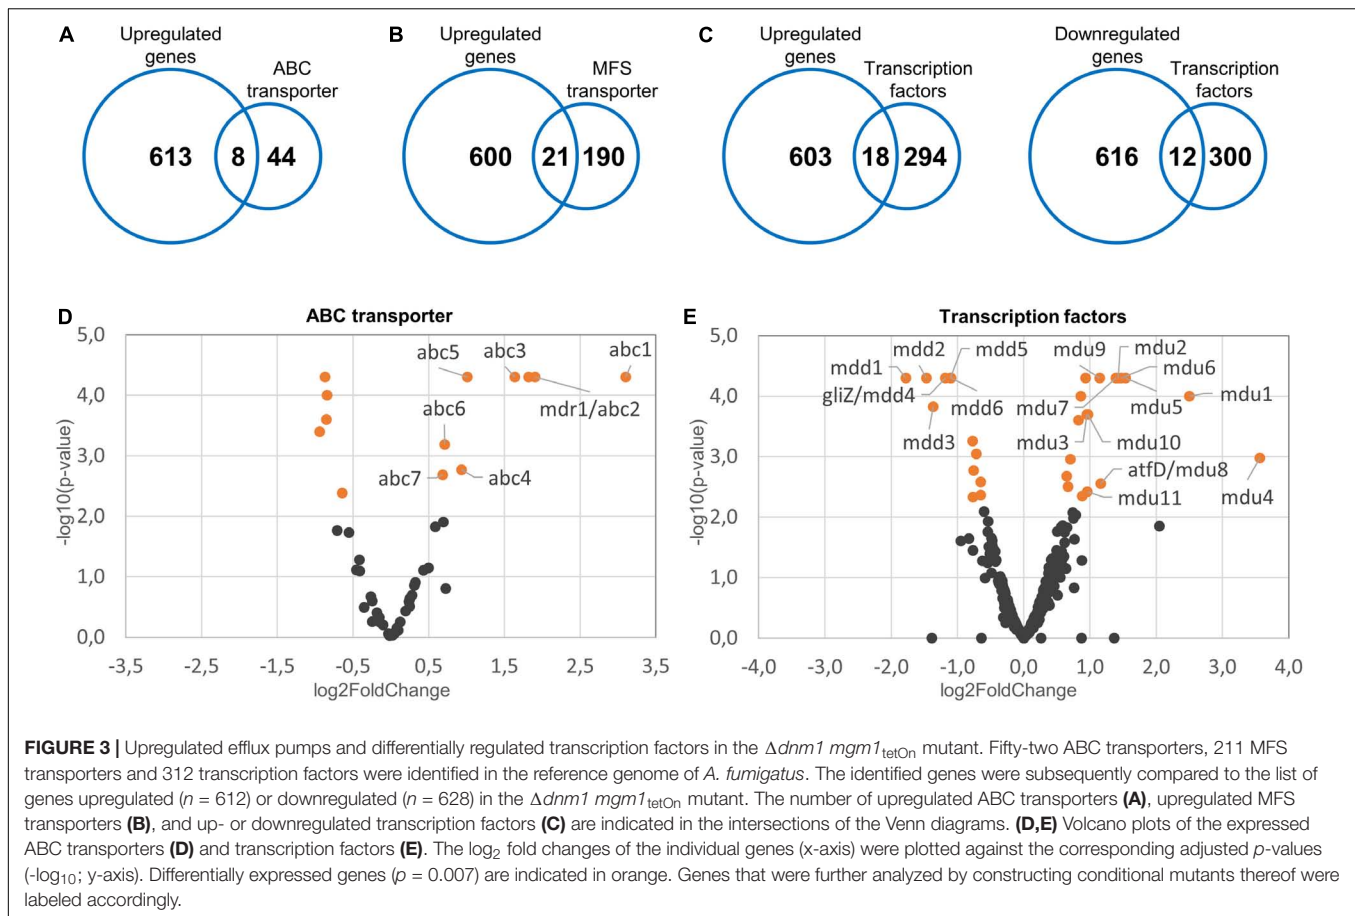 A
Upregulated
genes
ABC
transporter
613
8
44
B
Upregulated
genes
MFS
transporter
600
21
190
C
Upregulated
genes
Transcription
factors
603
18
294
Downregulated
genes
Transcription
factors
616
12
300
D
ABC transporter
5,0
4,0
3,0
2,0
1,0
0,0
-log10(p-value)
abc5
abc3
abc1
mdr1/abc2
abc6
abc7
abc4
-3,5
-2,5
-1,5
-0,5
0,5
1,5
2,5
3,5
log2FoldChange
E
Transcription factors
5,0
4,0
3,0
2,0
1,0
0,0
-log10(p-value)
mdd1
mdd2
mdd5
gliZ/mdd4
mdd6
mdd3
mdu9
mdu2
mdu6
mdu7
mdu5
mdu1
mdu3
mdu10
atfD/mdu8
mdu11
mdu4
-4,0
-3,0
-2,0
-1,0
0,0
1,0
2,0
3,0
4,0
log2FoldChange
FIGURE 3 | Upregulated efflux pumps and differentially regulated transcription factors in the Δdnm1 mgm1tetOn mutant. Fifty-two ABC transporters, 211 MFS
transporters and 312 transcription factors were identified in the reference genome of A. fumigatus. The identified genes were subsequently compared to the list of
genes upregulated (n = 612) or downregulated (n = 628) in the Δdnm1 mgm1tetOn mutant. The number of upregulated ABC transporters (A), upregulated MFS
transporters (B), and up- or downregulated transcription factors (C) are indicated in the intersections of the Venn diagrams. (D,E) Volcano plots of the expressed
ABC transporters (D) and transcription factors (E). The log2 fold changes of the individual genes (x-axis) were plotted against the corresponding adjusted p-values
(-log10; y-axis). Differentially expressed genes (p = 0.007) are indicated in orange. Genes that were further analyzed by constructing conditional mutants thereof were
labeled accordingly.